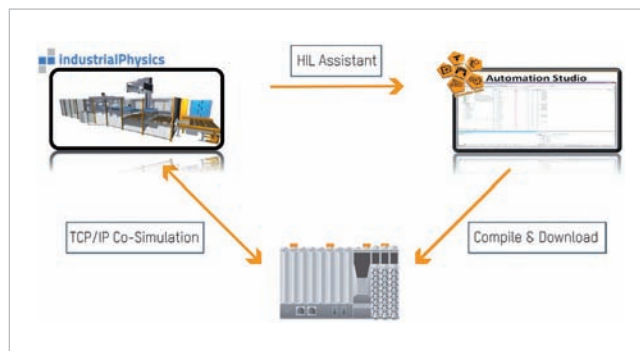 industrialPhysics
HIL Assistant
Automation Studio
TCP/IP Co-Simulation
Compile & Download